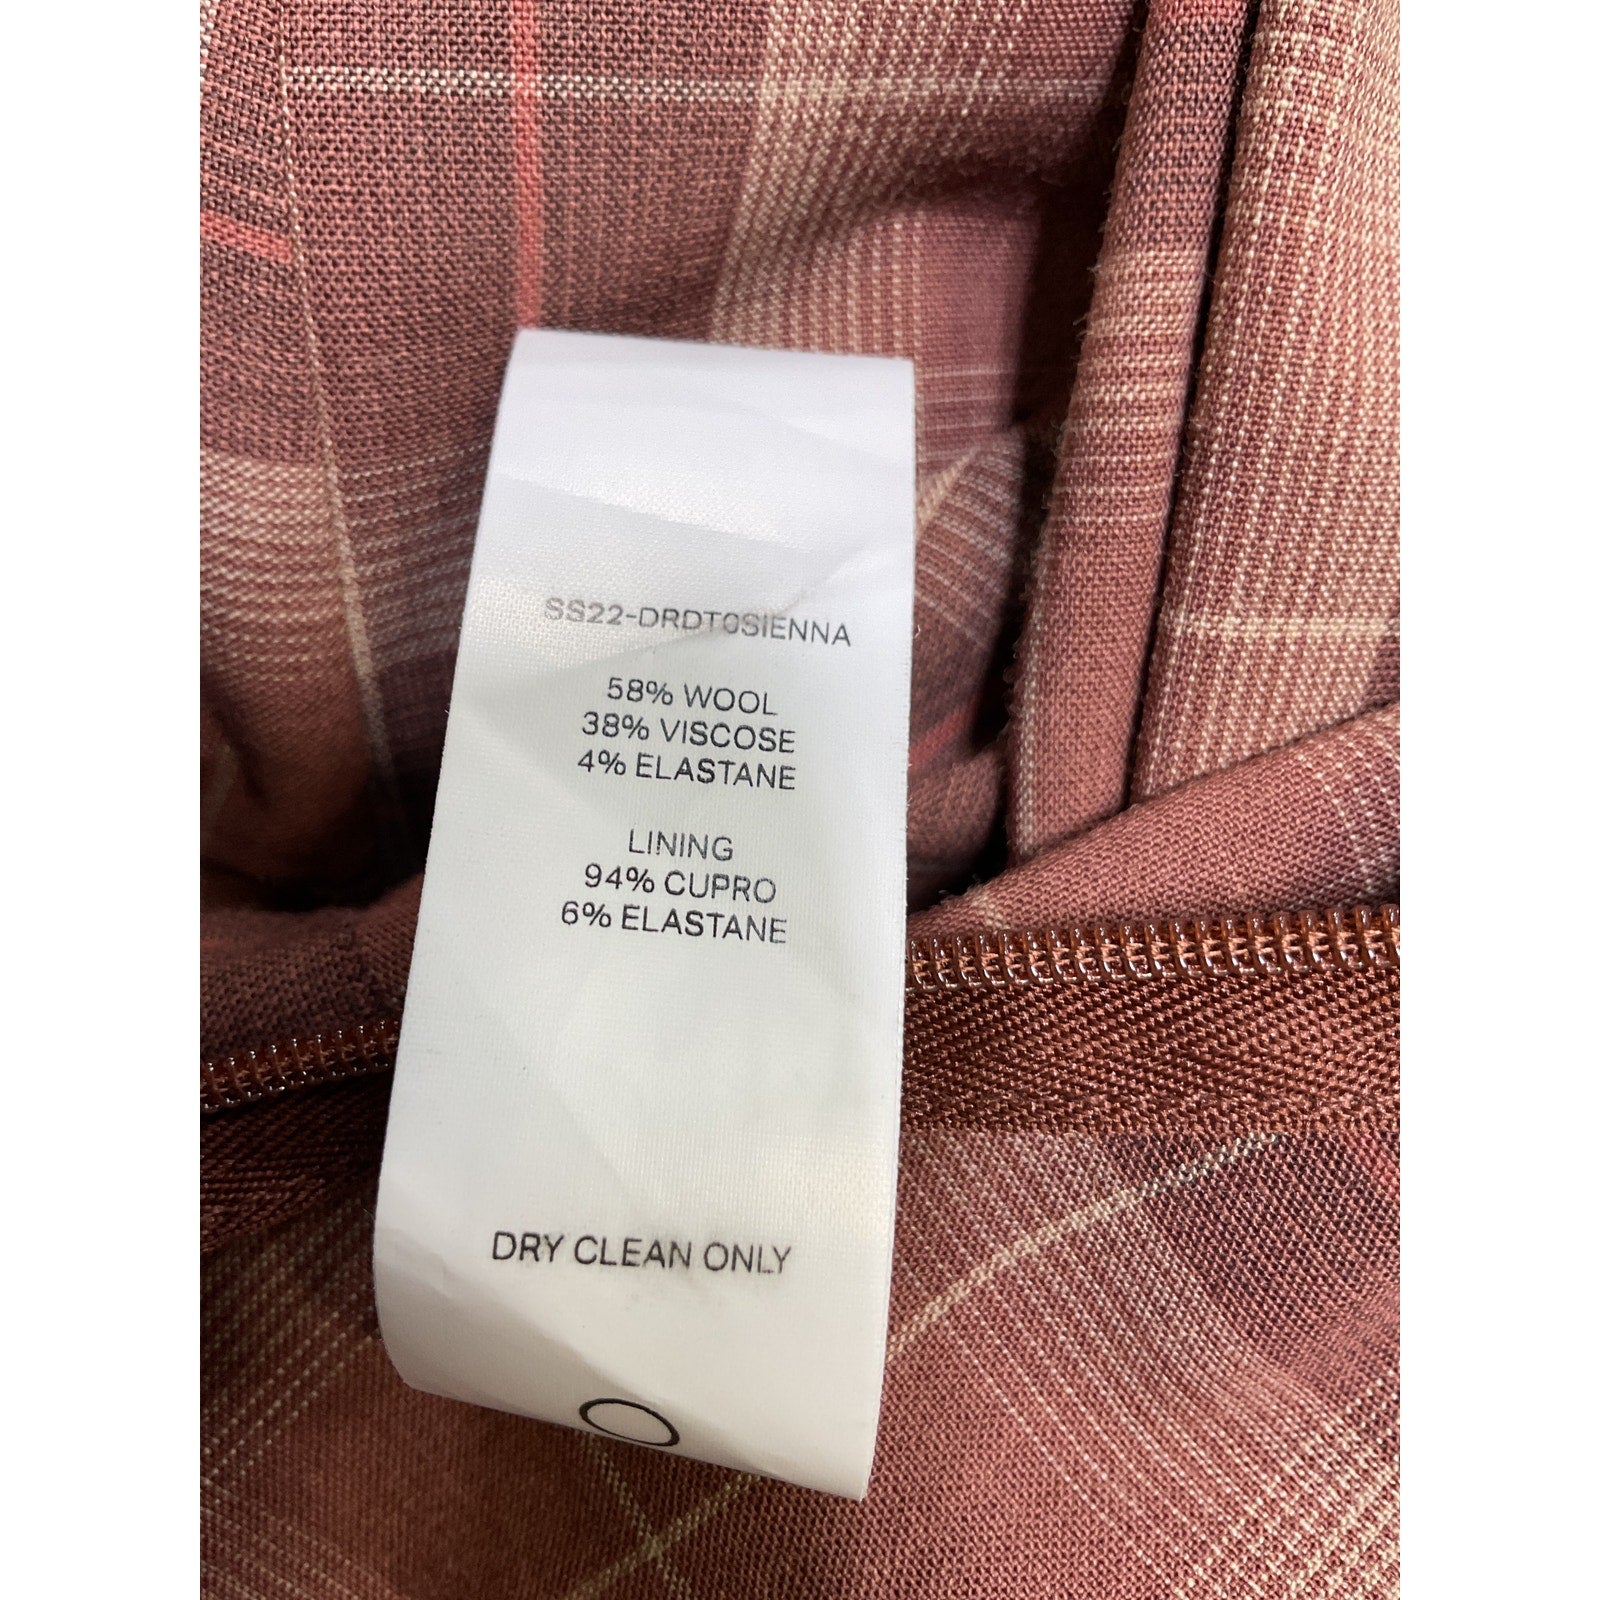 SS22-DRDT0SIENNA
58% WOOL
38% VISCOSE
4% ELASTANE
LINING
94% CUPRO
6% ELASTANE
DRY CLEAN ONLY